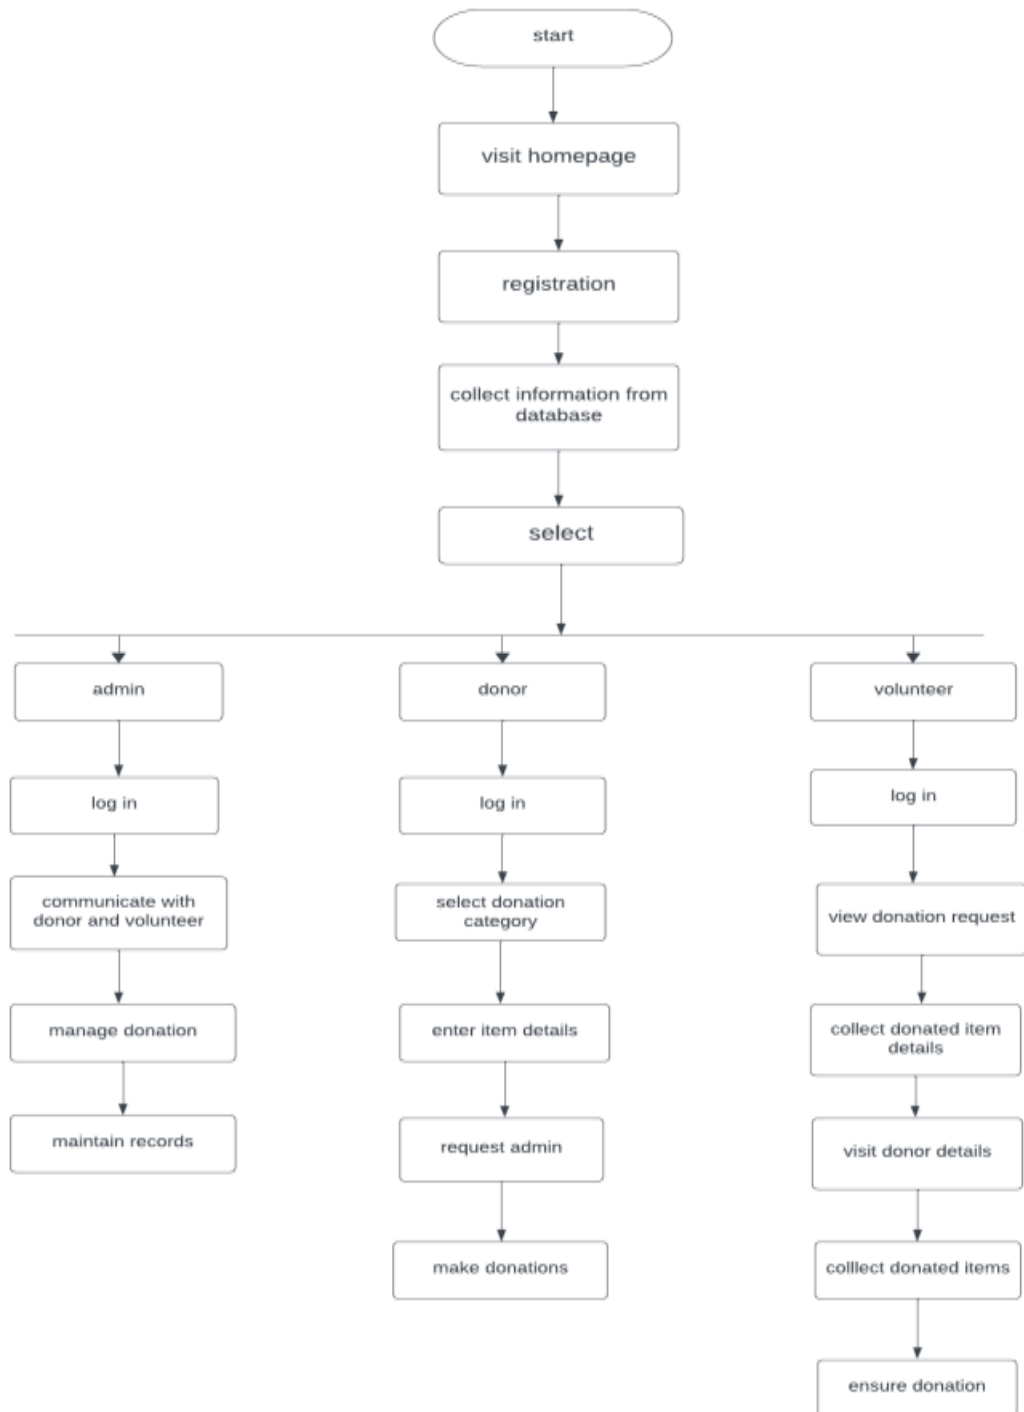 start
visit homepage
registration
collect information from
database
select
admin
log in
communicate with
donor and volunteer
manage donation
maintain records
donor
log in
select donation
category
enter item details
request admin
make donations
volunteer
log in
view donation request
collect donated item
details
visit donor details
colllect donated items
ensure donation